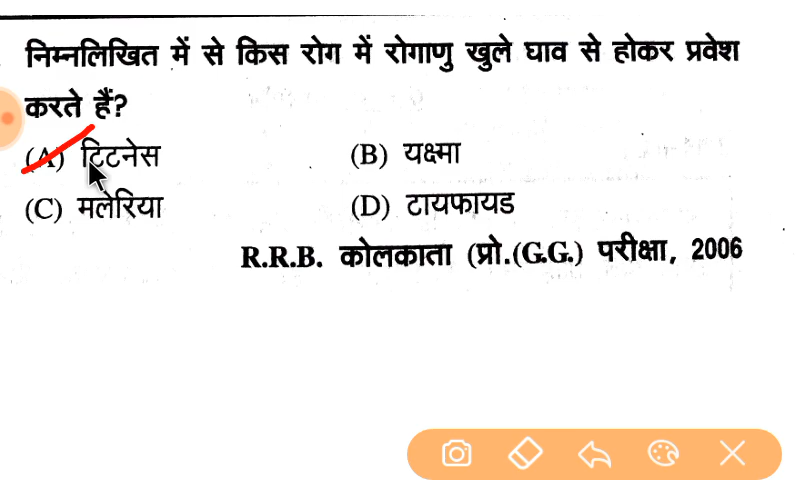 निम्नलिखित में से किस रोग में रोगाणु खुले घाव से होकर प्रवेश
करते हैं?
(A) टिटनेस (B) यक्ष्मा
(C) मलेरिया (D) टायफायड
R.R.B. कोलकाता (प्रो.(G.G.) परीक्षा, 2006